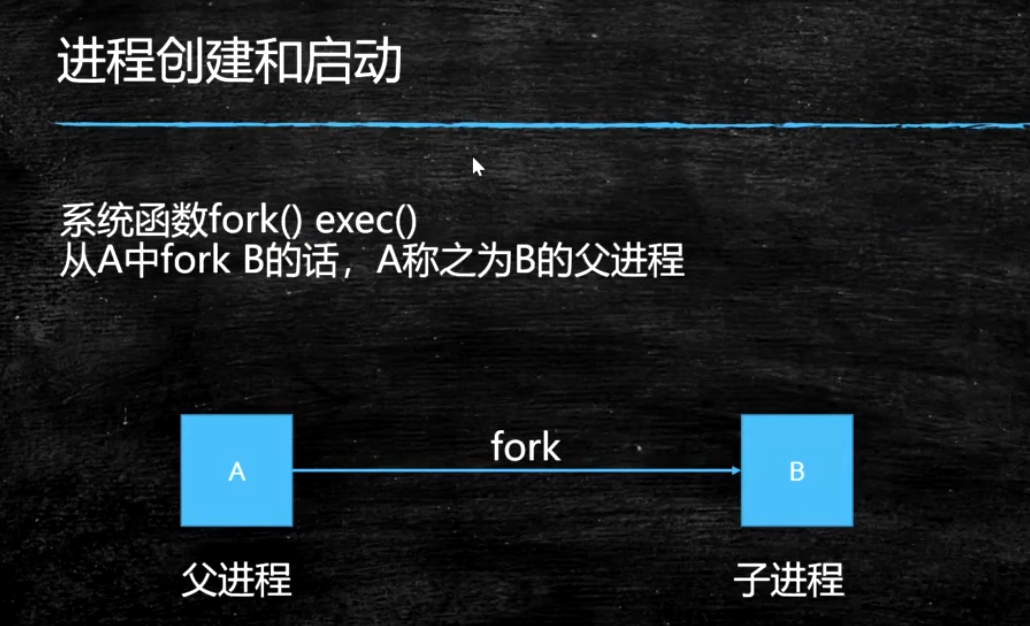 进程创建和启动
系统函数fork() exec()
从A中fork B的话，A称之为B的父进程
fork
A
B
父进程
子进程